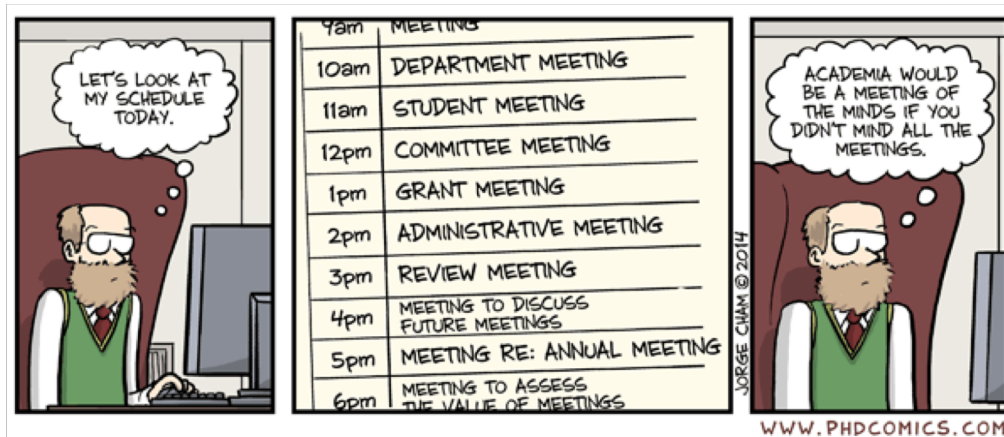 LET'S LOOK AT
MY SCHEDULE
TODAY.
9am MEETING
10am DEPARTMENT MEETING
11am STUDENT MEETING
12pm COMMITTEE MEETING
1pm GRANT MEETING
2pm ADMINISTRATIVE MEETING
3pm REVIEW MEETING
4pm MEETING TO DISCUSS
FUTURE MEETINGS
5pm MEETING RE: ANNUAL MEETING
6pm MEETING TO ASSESS
THE VALUE OF MEETINGS
JORGE CHAM © 2014
ACADEMIA WOULD
BE A MEETING OF
THE MINDS IF YOU
DIDN'T MIND ALL THE
MEETINGS.
WWW.PHDCOMICS.COM